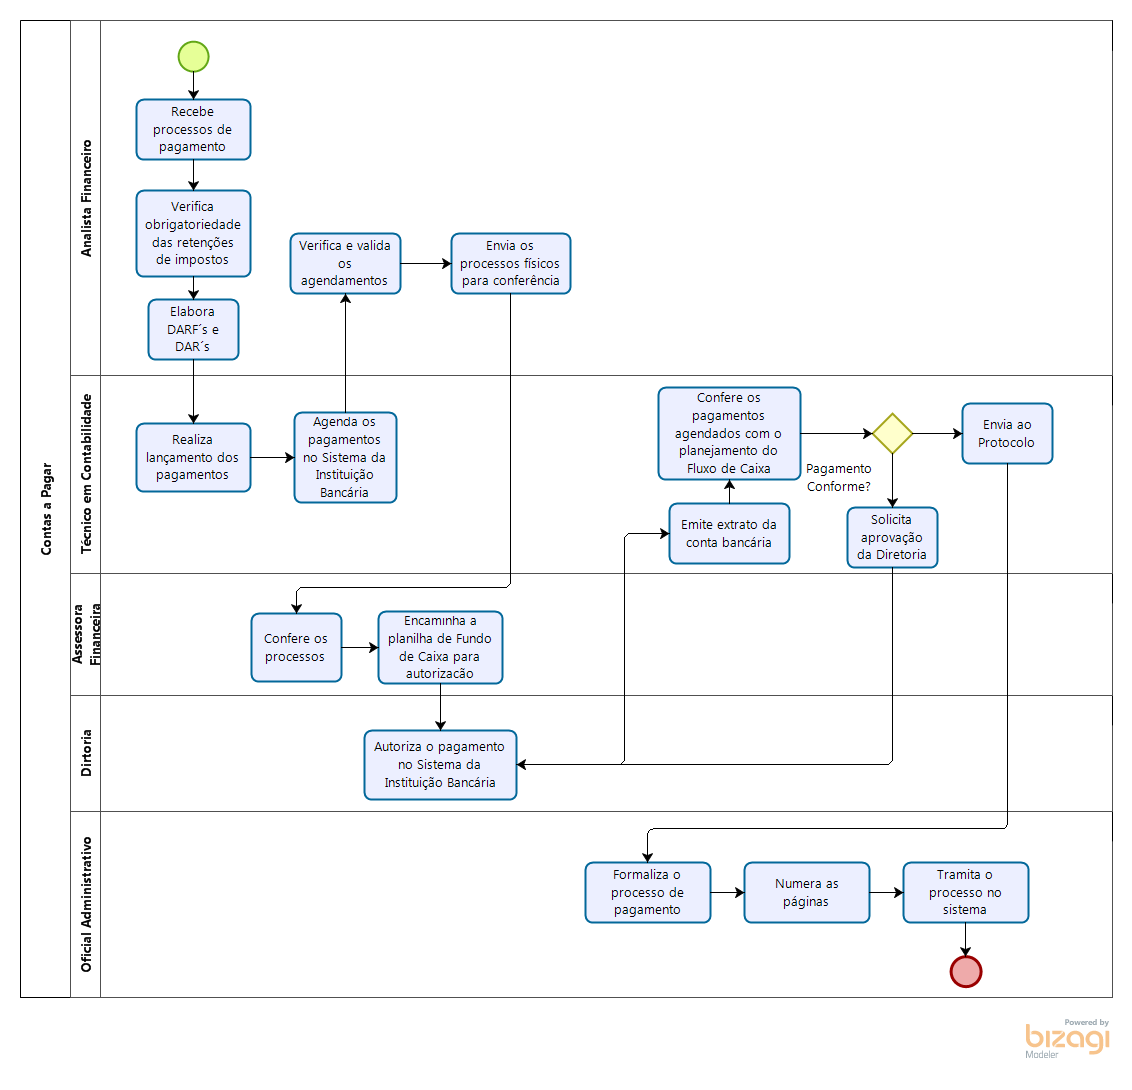 Contas a Pagar
Analista Financeiro
Recebe
processos de
pagamento
Verifica
obrigatoriedade
das retenções
de impostos
Elabora
DARF´s e
DAR´s
Verifica e valida
os
agendamentos
Envia os
processos físicos
para conferência
Técnico em Contabilidade
Realiza
lançamento dos
pagamentos
Agenda os
pagamentos
no Sistema da
Instituição
Bancária
Confere os
pagamentos
agendados com o
planejamento do
Fluxo de Caixa
Emite extrato da
conta bancária
Pagamento
Conforme?
Envia ao
Protocolo
Solicita
aprovação
da Diretoria
Assessora
Financeira
Confere os
processos
Encaminha a
planilha de Fundo
de Caixa para
autorizacão
Dirtoria
Autoriza o pagamento
no Sistema da
Instituição Bancária
Oficial Administrativo
Formaliza o
processo de
pagamento
Numera as
páginas
Tramita o
processo no
sistema
Powered by
bizagi
Modeler